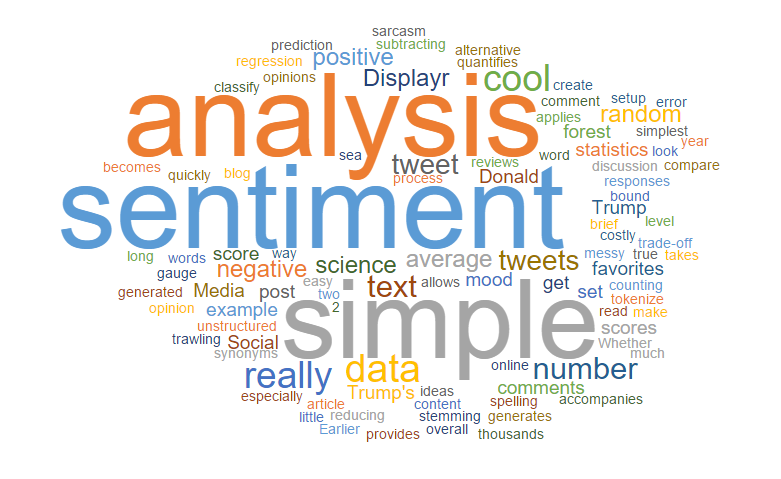 sarcasm
prediction subtracting alternative
regression positive quantifies
opinions Displayr cool
classify create
analysis comment setup error
applies random
forest simplest
sea tweet reviews word statistics look year
becomes quickly blog process Donald discussion compare
sentiment responses
bound
Trump level
brief
costly trade-off
long words score way average tweets messy true takes
gauge negative science favorites
easy text allows mood get counting
generated Media post two set tokenize
opinion example 2 simple read make
unstructured scores
trawling Social Whether
synonyms much
really data online number
especially Trump's ideas comments accompanies
article content spelling
little reducing stemming generates
Earlier provides overall thousands